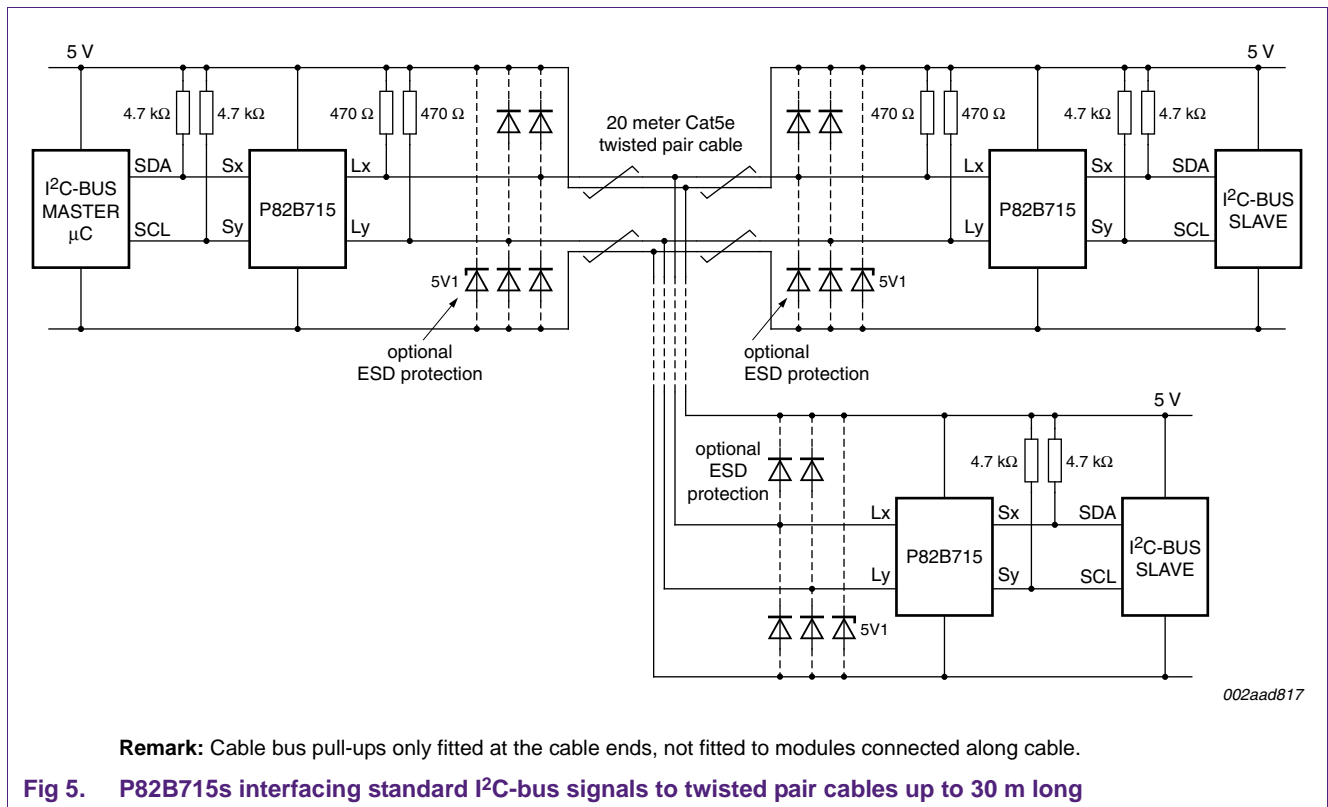 5 V
5 V
4.7 kΩ
4.7 kΩ
470 Ω
470 Ω
20 meter Cat5e
twisted pair cable
470 Ω
470 Ω
4.7 kΩ
4.7 kΩ
I²C-BUS
MASTER
µC
SDA
SCL
Sx
Sy
P82B715
Lx
Ly
Lx
Ly
P82B715
Sx
Sy
SDA
SCL
I²C-BUS
SLAVE
5V1
5V1
optional
ESD protection
optional
ESD protection
5 V
optional
ESD
protection
4.7 kΩ
4.7 kΩ
Lx
Ly
P82B715
Sx
Sy
SDA
SCL
I²C-BUS
SLAVE
5V1
002aad817
Remark: Cable bus pull-ups only fitted at the cable ends, not fitted to modules connected along cable.
Fig 5. P82B715s interfacing standard I²C-bus signals to twisted pair cables up to 30 m long